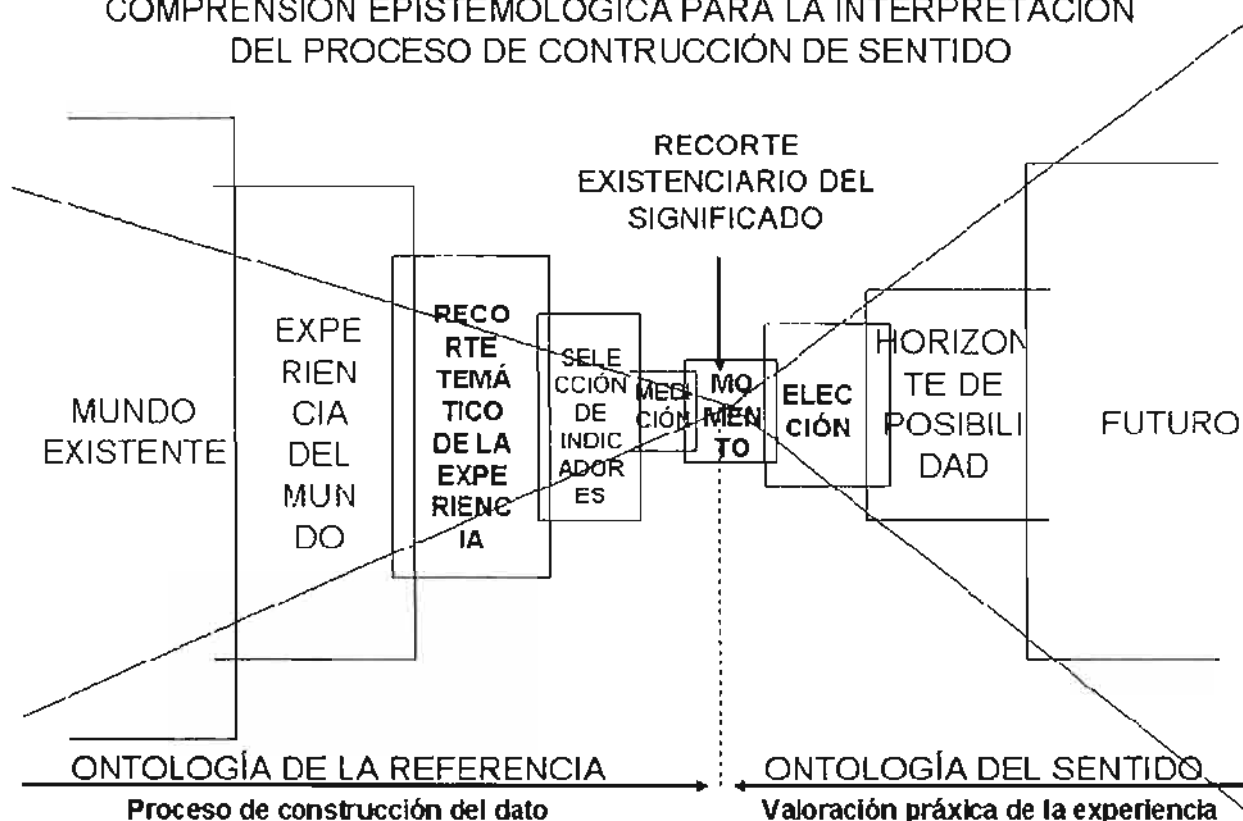 COMPRENSIÓN EPISTEMOLÓGICA PARA LA INTERPRETACIÓN
DEL PROCESO DE CONTRUCCIÓN DE SENTIDO
RECORTE
EXISTENCIARIO DEL
SIGNIFICADO
MUNDO
EXISTENTE
EXPE
RIEN
CIA
DEL
MUN
DO
RECO
RTE
TEMÁ
TICO
DE LA
EXPE
RIENC
IA
SELE
CCIÓN
DE
INDIC
ADOR
ES
MEDI
CIÓN
MO
MEN
TO
ELEC
CIÓN
HORIZON
TE DE
POSIBILI
DAD
FUTURO
ONTOLOGÍA DE LA REFERENCIA
Proceso de construcción del dato
ONTOLOGÍA DEL SENTIDO
Valoración práxica de la experiencia